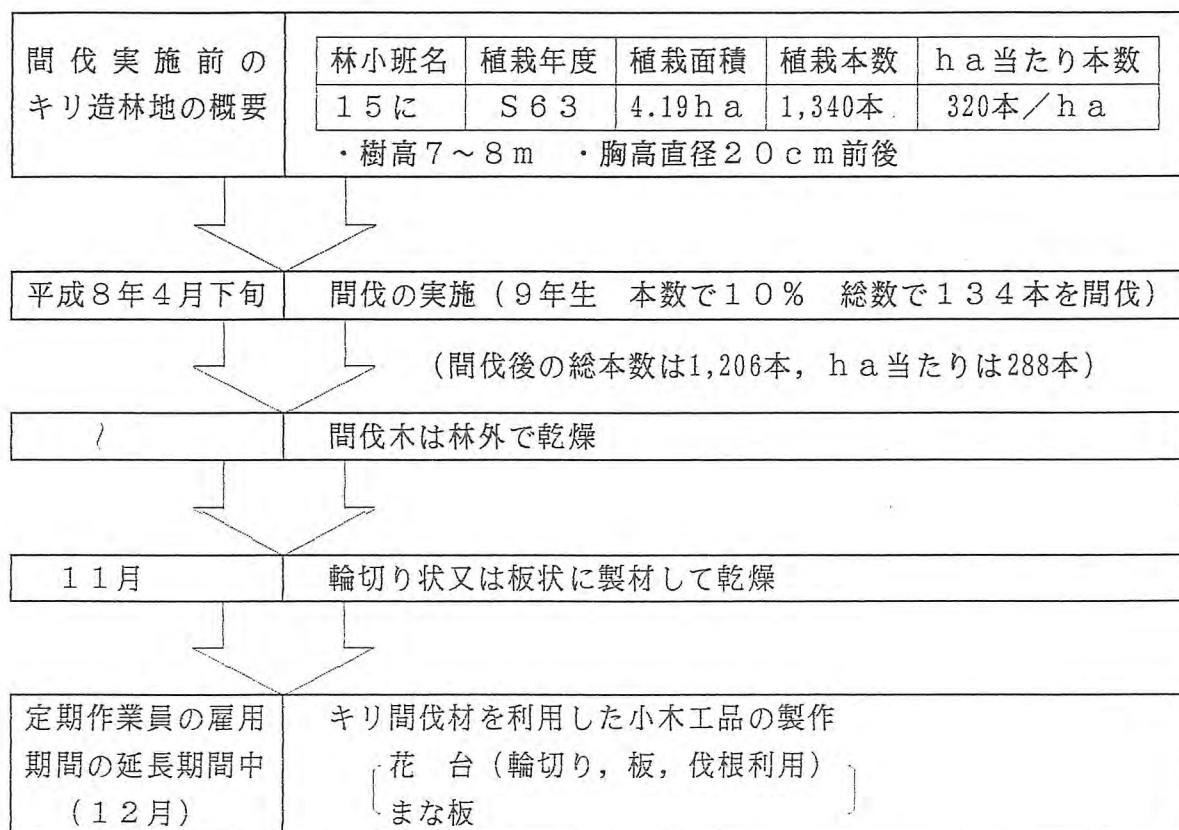 間伐実施前の
キリ造林地の概要
林小班名 植栽年度 植栽面積 植栽本数 ha当たり本数
15に S63 4.19ha 1,340本 320本/ha
・樹高7～8m ・胸高直径20cm前後
平成8年4月下旬 間伐の実施(9年生 本数で10% 総数で134本を間伐)
(間伐後の総本数は1,206本, ha当たりは288本)
～ 間伐木は林外で乾燥
11月 輪切り状又は板状に製材して乾燥
定期作業員の雇用 キリ間伐材を利用した小木工品の製作
期間の延長期間中 花 台(輪切り, 板, 伐根利用)
(12月) まな板